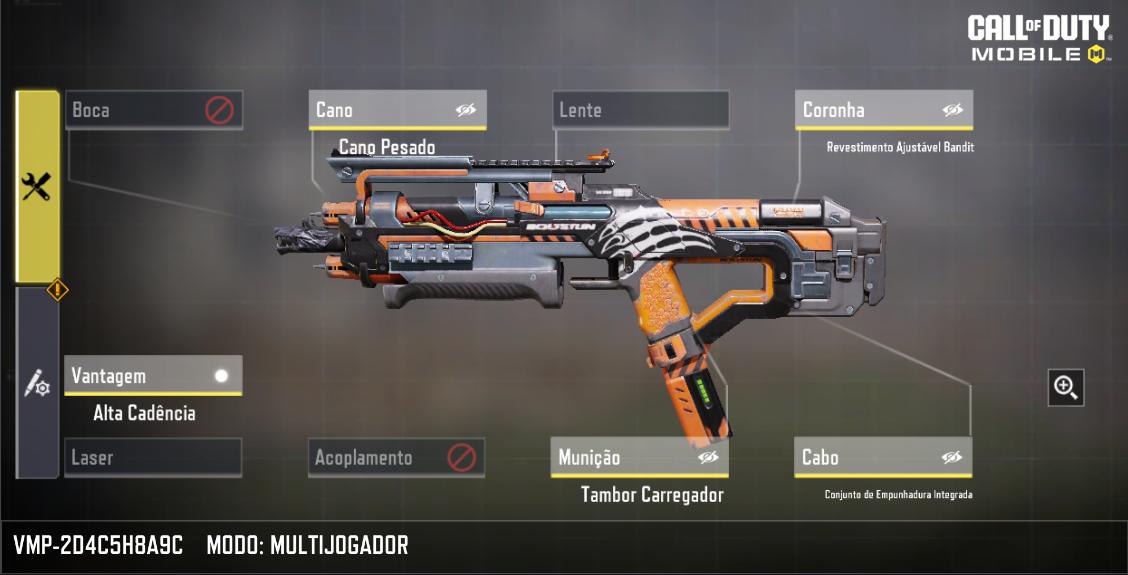 CALL OF DUTY
MOBILE
Boca
Cano
Lente
Coronha
Cano Pesado
Revestimento Ajustável Bandit
BOLTSTUN
Vantagem
Alta Cadência
Laser
Acoplamento
Munição
Cabo
Tambor Carregador
Conjunto de Empunhadura Integrada
VMP-2D4C5H8A9C MODO: MULTIJOGADOR